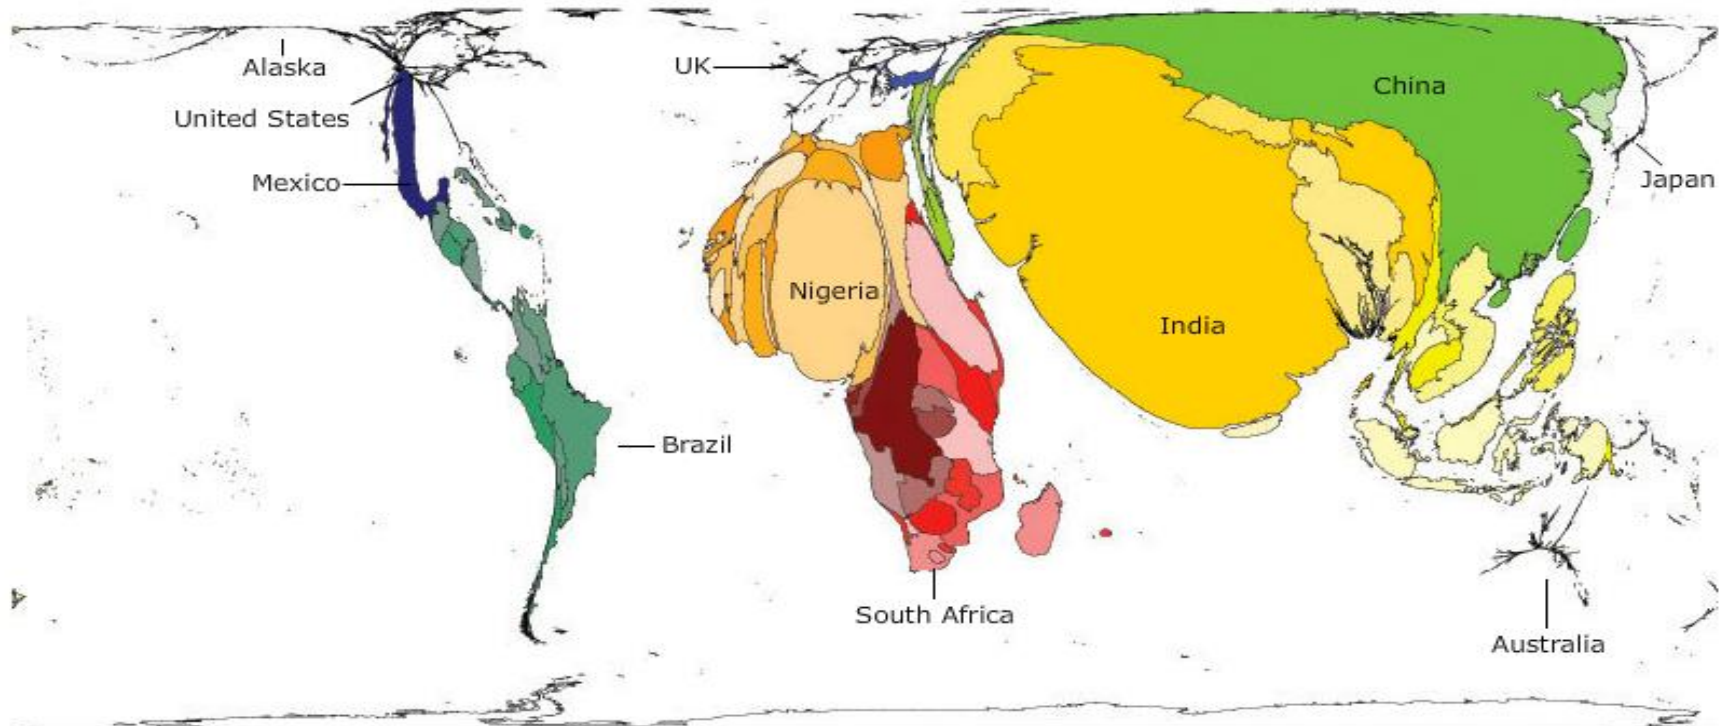 Alaska
UK
China
United States
Mexico
Japan
Nigeria
India
Brazil
South Africa
Australia